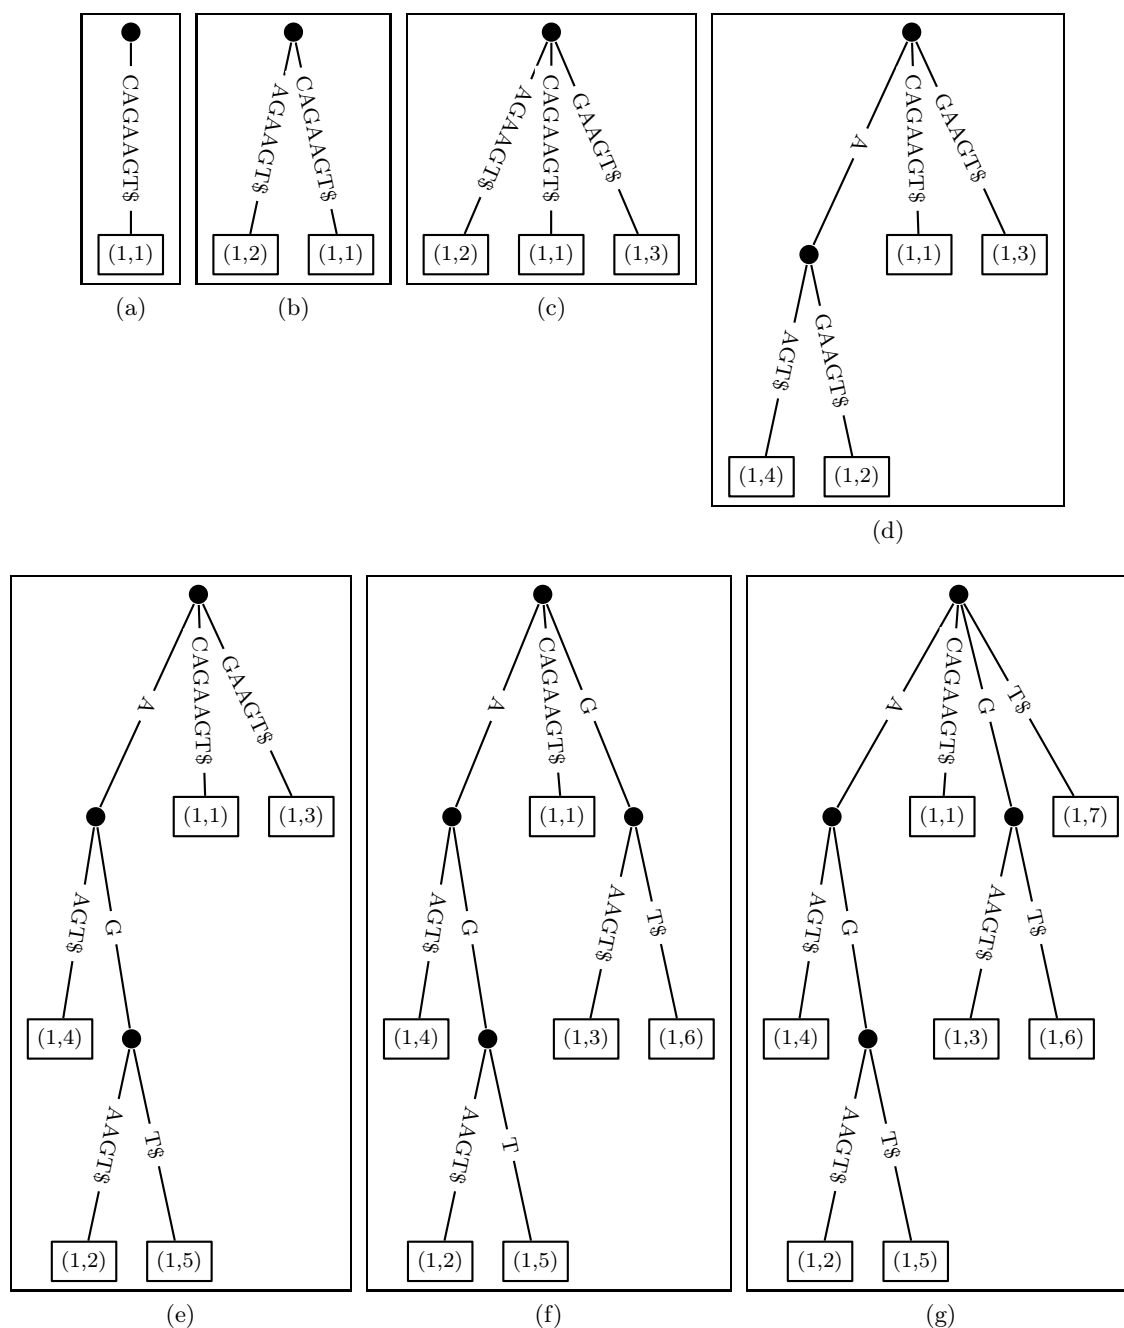 CAGAAGT$
(1,1)
(a)
AGAAGT$
CAGAAGT$
(1,2)
(1,1)
(b)
AGAAGT$
CAGAAGT$
GAAGT$
(1,2)
(1,1)
(1,3)
(c)
A
CAGAAGT$
GAAGT$
(1,1)
(1,3)
AGT$
GAAGT$
(1,4)
(1,2)
(d)
A
CAGAAGT$
GAAGT$
(1,1)
(1,3)
AGT$
G
(1,4)
AAGT$
T$
(1,2)
(1,5)
(e)
A
CAGAAGT$
G
(1,1)
AGT$
G
AAGT$
T$
(1,4)
(1,3)
(1,6)
AAGT$
T
(1,2)
(1,5)
(f)
A
CAGAAGT$
G
T$
(1,1)
(1,7)
AGT$
G
AAGT$
T$
(1,4)
(1,3)
(1,6)
AAGT$
T$
(1,2)
(1,5)
(g)